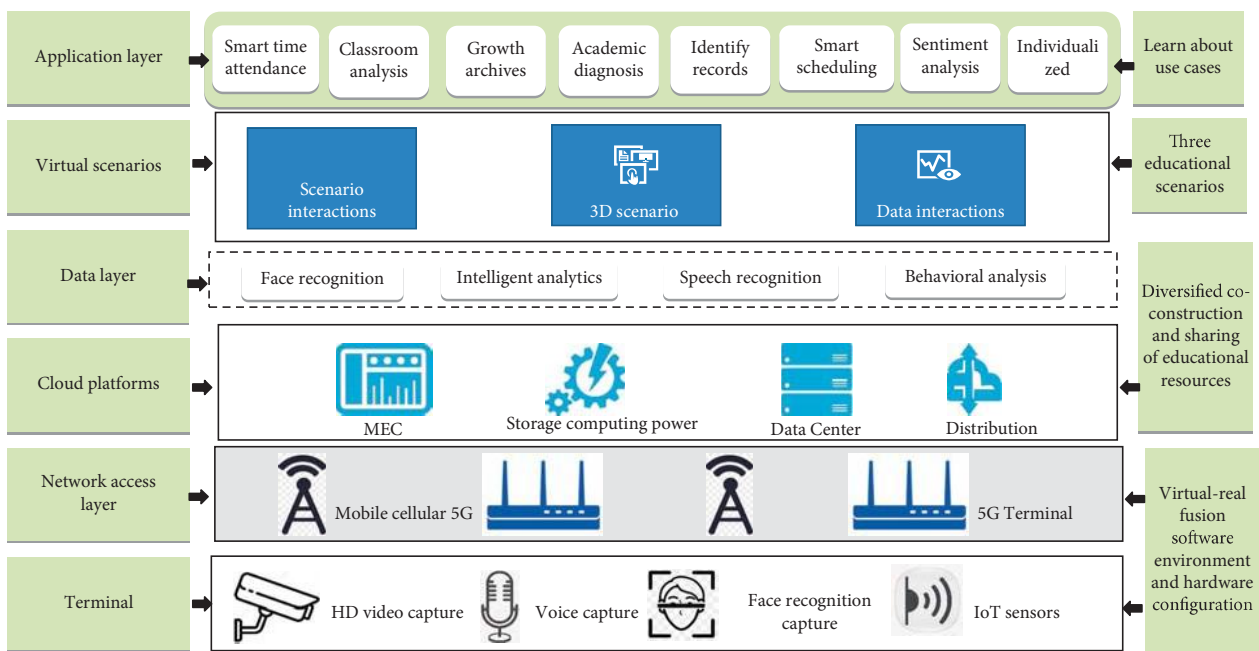 Application layer
Smart time
attendance
Classroom
analysis
Growth
archives
Academic
diagnosis
Identify
records
Smart
scheduling
Sentiment
analysis
Individuali
zed
Learn about
use cases
Virtual scenarios
Scenario
interactions
3D scenario
Data interactions
Three
educational
scenarios
Data layer
Face recognition
Intelligent analytics
Speech recognition
Behavioral analysis
Diversified co-
construction
and sharing
of educational
resources
Cloud platforms
MEC
Storage computing power
Data Center
Distribution
Network access
layer
Mobile cellular 5G
5G Terminal
Virtual-real
fusion
software
environment
and hardware
configuration
Terminal
HD video capture
Voice capture
Face recognition
capture
IoT sensors